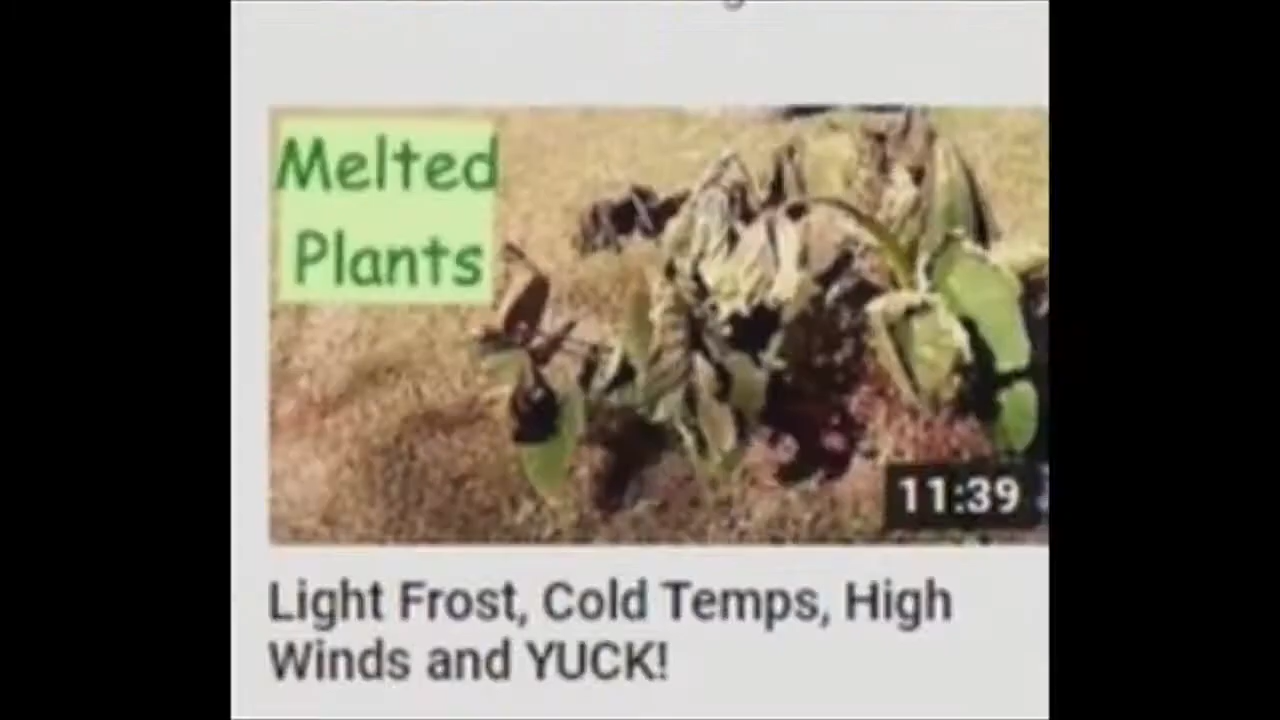 Melted
Plants
11:39
Light Frost, Cold Temps, High
Winds and YUCK!